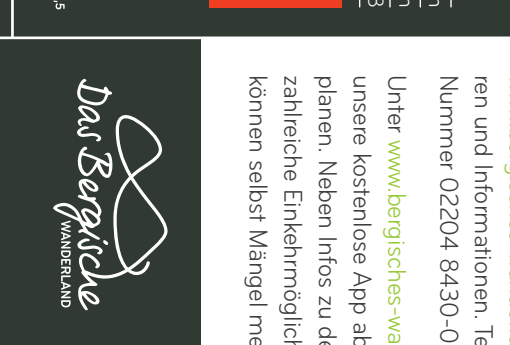 ren und Informationen. Te
Nummer 02204 8430-0
Unter www.bergisches-wa
unsere kostenlose App ab
planen. Neben Infos zu de
zahlreiche Einkehrmöglich
können selbst Mängel me
Das Bergische
WANDERLAND
,5